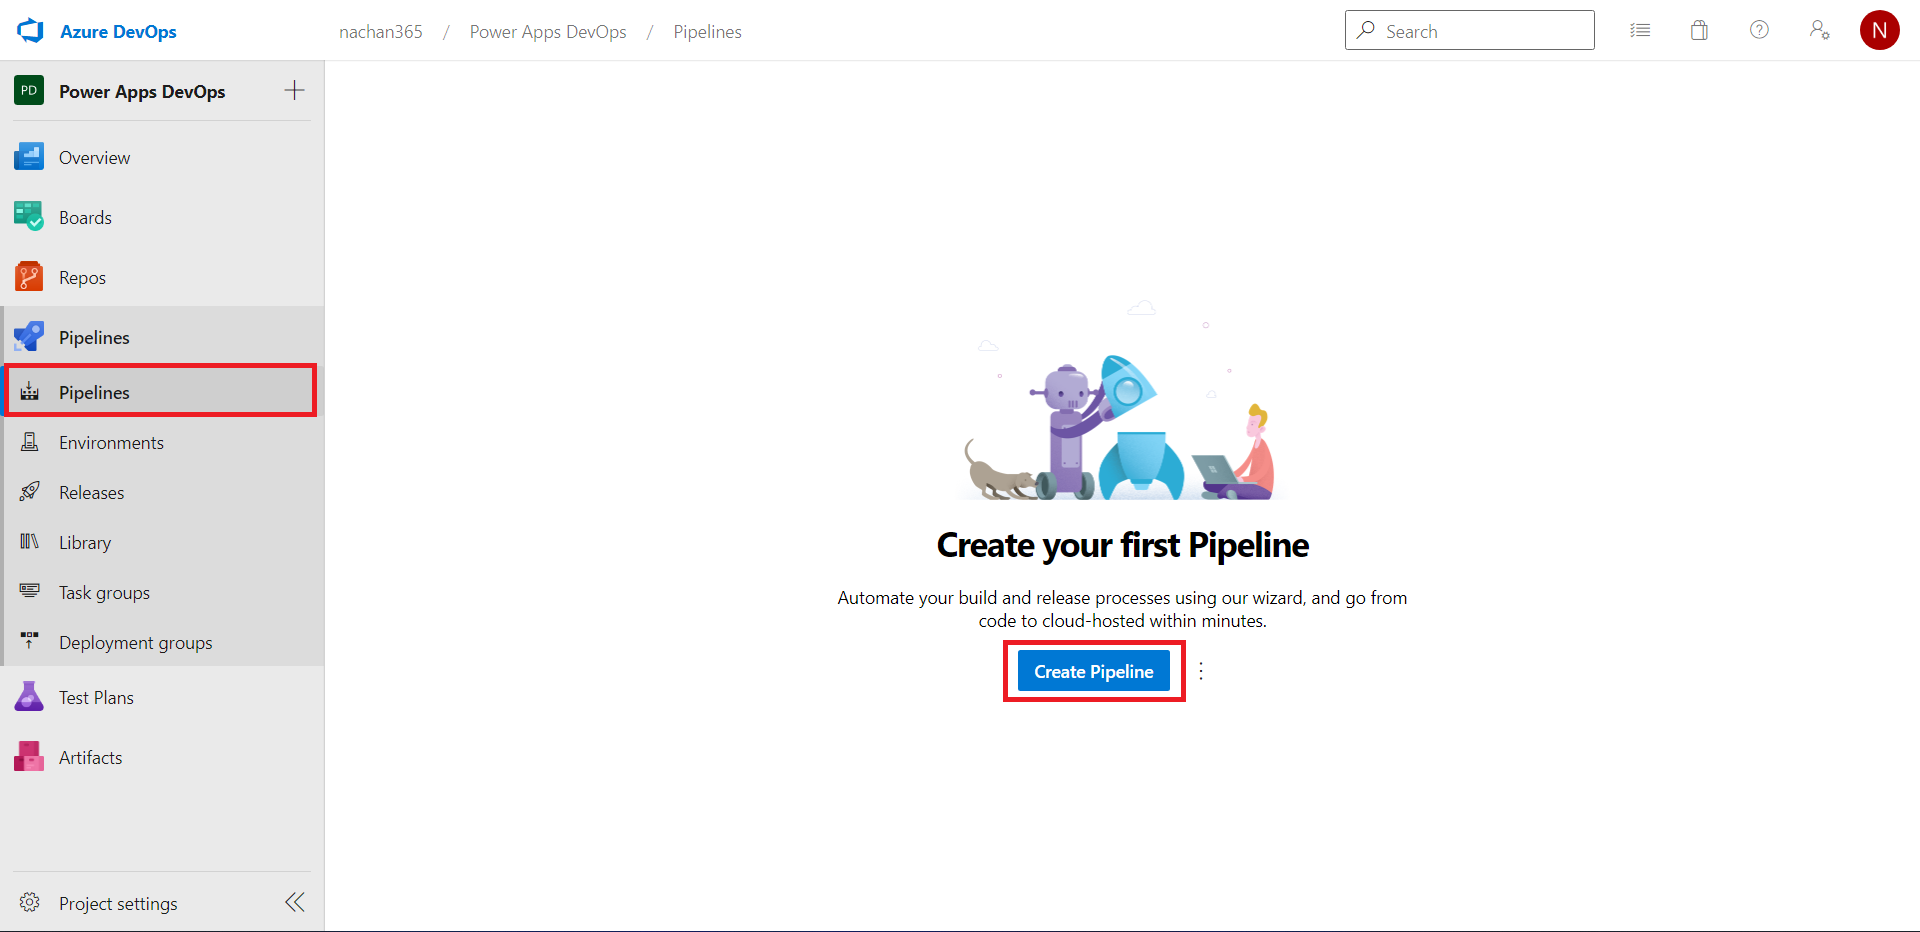 Azure DevOps
nachan365 / Power Apps DevOps / Pipelines
Search
N
PD Power Apps DevOps
Overview
Boards
Repos
Pipelines
Pipelines
Environments
Releases
Library
Task groups
Deployment groups
Test Plans
Artifacts
Project settings
Create your first Pipeline
Automate your build and release processes using our wizard, and go from
code to cloud-hosted within minutes.
Create Pipeline